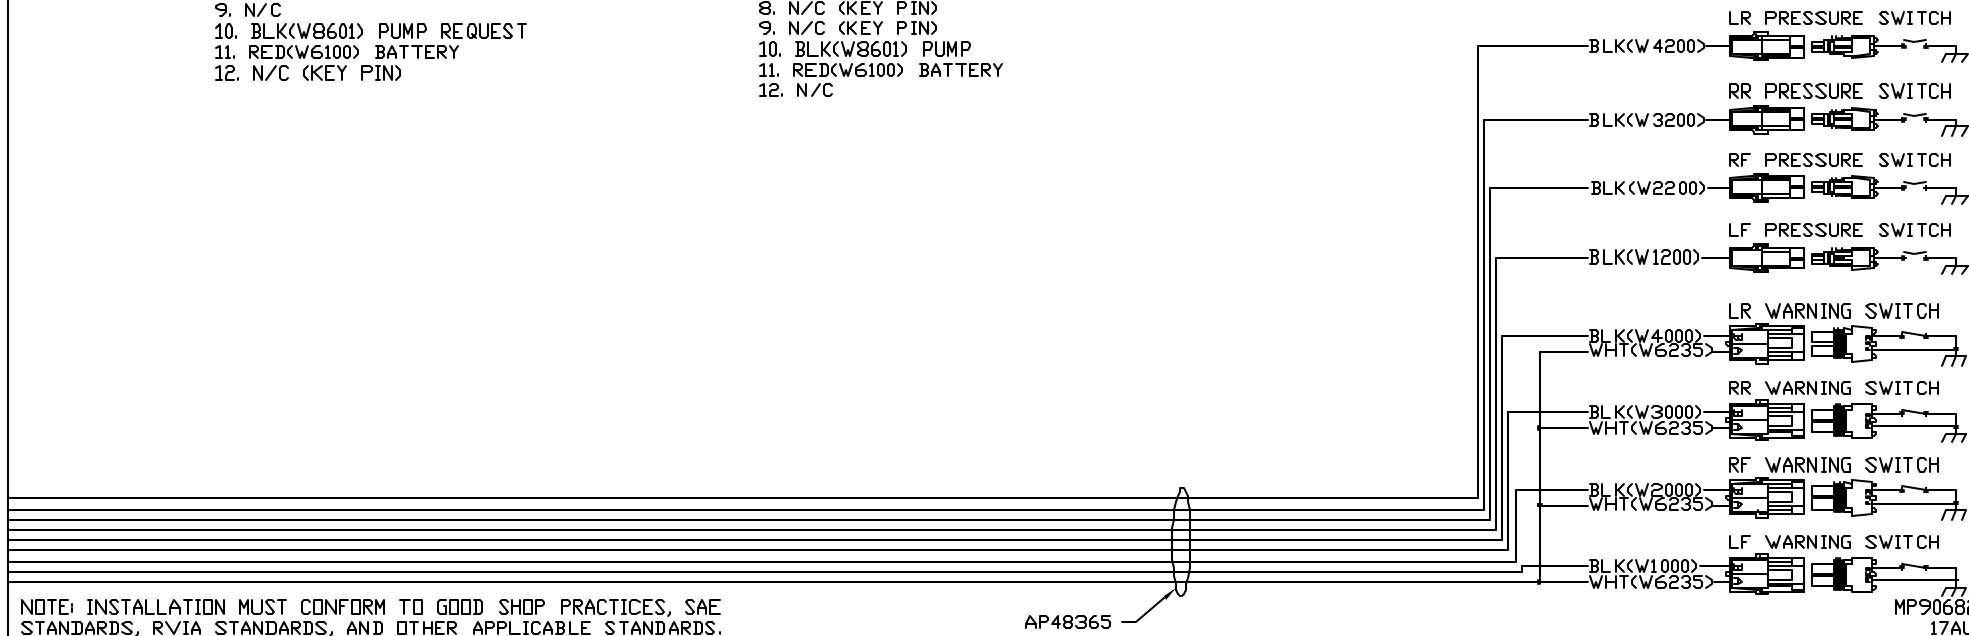 9. N/C
10. BLK(W8601) PUMP REQUEST
11. RED(W6100) BATTERY
12. N/C (KEY PIN)
8. N/C (KEY PIN)
9. N/C (KEY PIN)
10. BLK(W8601) PUMP
11. RED(W6100) BATTERY
12. N/C
LR PRESSURE SWITCH
BLK(W4200)
RR PRESSURE SWITCH
BLK(W3200)
RF PRESSURE SWITCH
BLK(W2200)
LF PRESSURE SWITCH
BLK(W1200)
LR WARNING SWITCH
BLK(W4000)
WHT(W6235)
RR WARNING SWITCH
BLK(W3000)
WHT(W6235)
RF WARNING SWITCH
BLK(W2000)
WHT(W6235)
LF WARNING SWITCH
BLK(W1000)
WHT(W6235)
NOTE: INSTALLATION MUST CONFORM TO GOOD SHOP PRACTICES, SAE
STANDARDS, RVIA STANDARDS, AND OTHER APPLICABLE STANDARDS.
AP48365